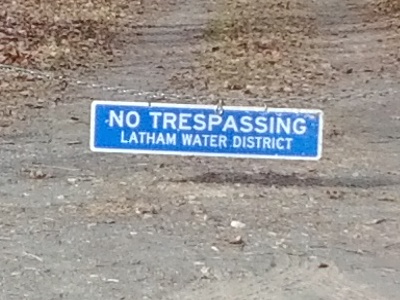 NO TRESPASSING
LATHAM WATER DISTRICT